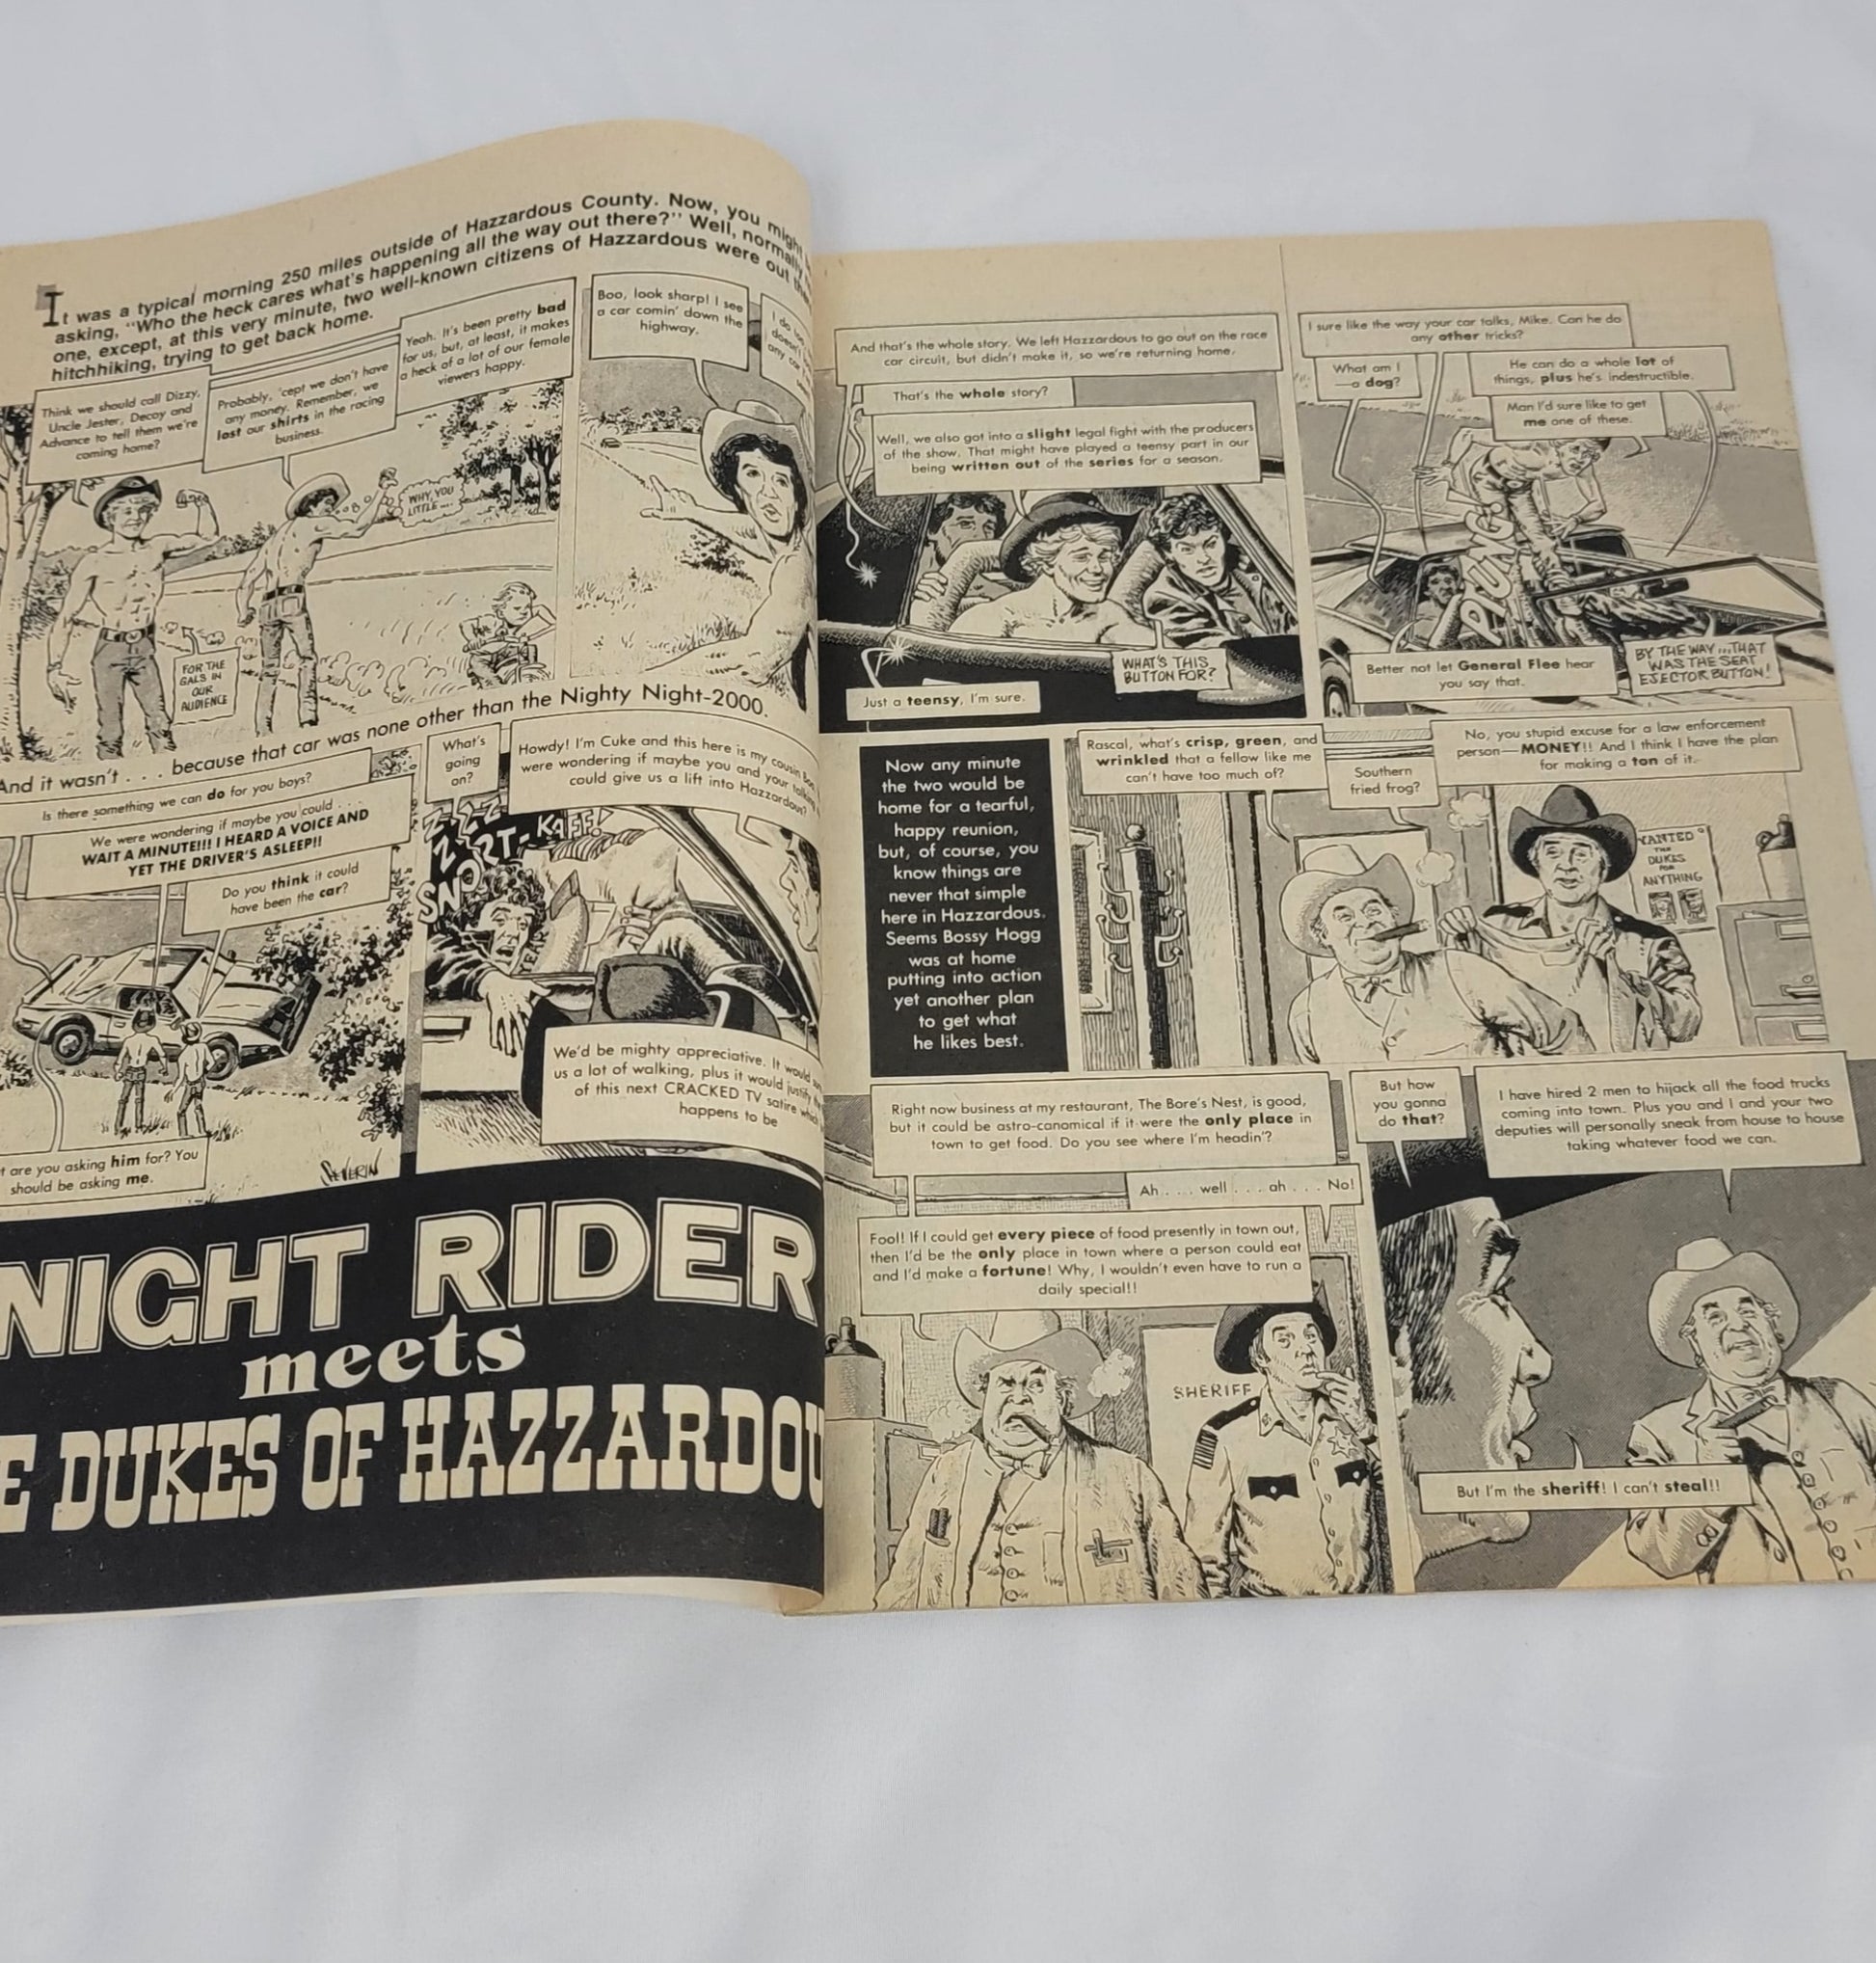 It was a typical morning 250 miles outside of Hazzardous County. Now, you might
asking, "Who the heck cares what's happening all the way out there?" Well, normally
one, except, at this very minute, two well-known citizens of Hazzardous were out
hitchhiking, trying to get back home.
Think we should call Dizzy,
Uncle Jester, Decoy and
Advance to tell them we're
coming home?
Probably, 'cept we don't have
any money. Remember, we
lost our shirts in the racing
business.
Yeah. It's been pretty bad
for us, but, at least, it makes
a heck of a lot of our female
viewers happy.
WHY, YOU
LITTLE...
FOR THE
GALS IN
OUR
AUDIENCE
Boo, look sharp! I see
a car comin' down the
highway.
I do
any
And it wasn't . . . because that car was none other than the Nighty Night-2000.
Is there something we can do for you boys?
We were wondering if maybe you could . . .
WAIT A MINUTE!!! I HEARD A VOICE AND
YET THE DRIVER'S ASLEEP!!
Do you think it could
have been the car?
are you asking him for? You
should be asking me.
SEVERIN
What's
going
on?
Howdy! I'm Cuke and this here is my cousin
were wondering if maybe you and your talking
could give us a lift into Hazzardous?
Z-ZZ
Z-
SNORT-KAFF!
We'd be mighty appreciative. It would
us a lot of walking, plus it would justify
of this next CRACKED TV satire which
happens to be
NIGHT RIDER
meets
E DUKES OF HAZZARDOU
And that's the whole story. We left Hazzardous to go out on the race
car circuit, but didn't make it, so we're returning home.
That's the whole story?
Well, we also got into a slight legal fight with the producers
of the show. That might have played a teensy part in our
being written out of the series for a season.
Just a teensy, I'm sure.
WHAT'S THIS
BUTTON FOR?
I sure like the way your car talks, Mike. Can he do
any other tricks?
What am I
—a dog?
He can do a whole lot of
things, plus he's indestructible.
Man I'd sure like to get
me one of these.
PTUNG
Better not let General Flee hear
you say that.
BY THE WAY...THAT
WAS THE SEAT
EJECTOR BUTTON!
Now any minute
the two would be
home for a tearful,
happy reunion,
but, of course, you
know things are
never that simple
here in Hazzardous.
Seems Bossy Hogg
was at home
putting into action
yet another plan
to get what
he likes best.
Rascal, what's crisp, green, and
wrinkled that a fellow like me
can't have too much of?
Southern
fried frog?
No, you stupid excuse for a law enforcement
person—MONEY!! And I think I have the plan
for making a ton of it.
WANTED
THE
DUKES
FOR
ANYTHING
Right now business at my restaurant, The Bore's Nest, is good,
but it could be astro-canomical if it were the only place in
town to get food. Do you see where I'm headin'?
Ah . . . well . . . ah . . . No!
Fool! If I could get every piece of food presently in town out,
then I'd be the only place in town where a person could eat
and I'd make a fortune! Why, I wouldn't even have to run a
daily special!!
SHERIFF
But how
you gonna
do that?
I have hired 2 men to hijack all the food trucks
coming into town. Plus you and I and your two
deputies will personally sneak from house to house
taking whatever food we can.
But I'm the sheriff! I can't steal!!